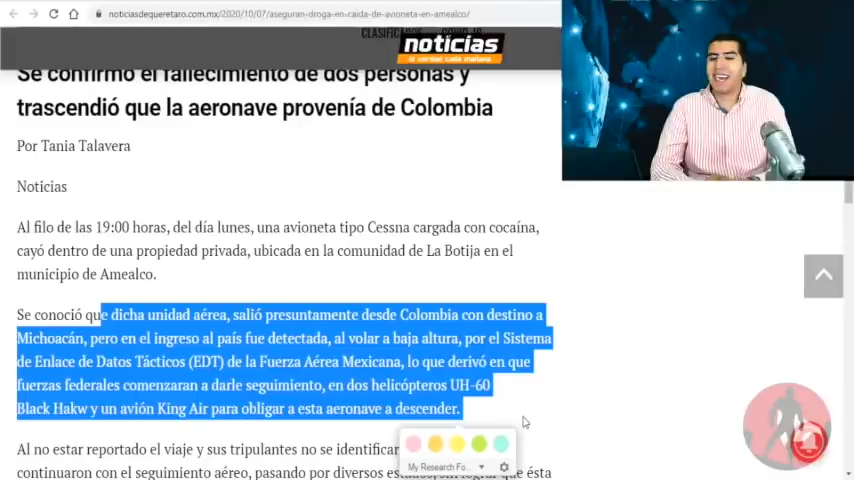 noticiasdequeretaro.com.mx/2020/10/07/aseguran-droga-en-caida-de-avioneta-en-amealco/
noticias
la verdad cada mañana
Se confirmó el fallecimiento de dos personas y
trascendió que la aeronave provenía de Colombia
Por Tania Talavera
Noticias
Al filo de las 19:00 horas, del día lunes, una avioneta tipo Cessna cargada con cocaína,
cayó dentro de una propiedad privada, ubicada en la comunidad de La Botija en el
municipio de Amealco.
Se conoció que dicha unidad aérea, salió presuntamente desde Colombia con destino a
Michoacán, pero en el ingreso al país fue detectada, al volar a baja altura, por el Sistema
de Enlace de Datos Tácticos (EDT) de la Fuerza Aérea Mexicana, lo que derivó en que
fuerzas federales comenzaran a darle seguimiento, en dos helicópteros UH-60
Black Hakw y un avión King Air para obligar a esta aeronave a descender.
Al no estar reportado el viaje y sus tripulantes no se identificar
My Research Fo...
continuaron con el seguimiento aéreo, pasando por diversos estados, sin lograr que ésta